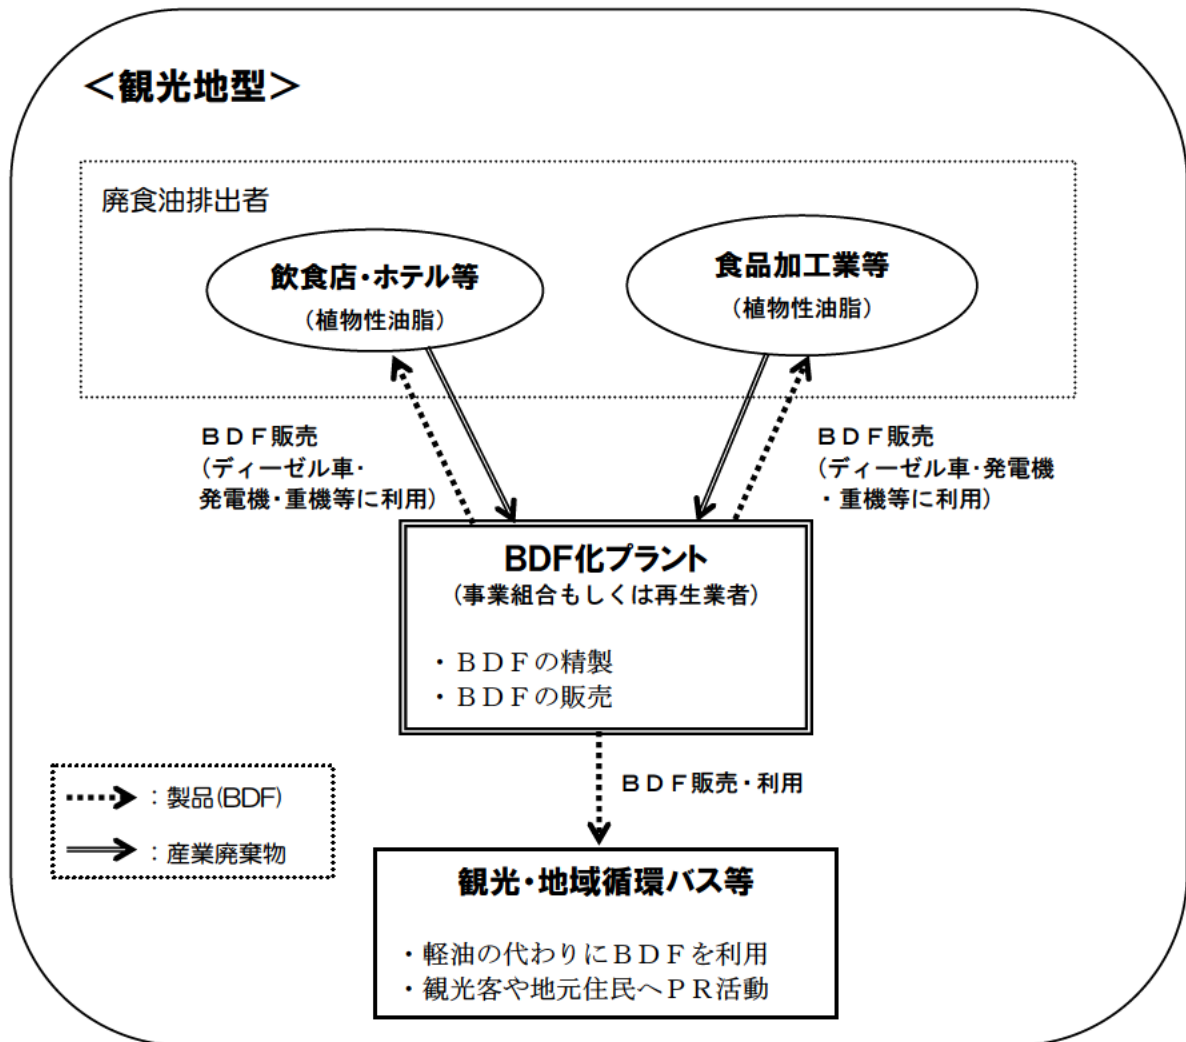 ＜観光地型＞
廃食油排出者
飲食店・ホテル等
（植物性油脂）
食品加工業等
（植物性油脂）
ＢＤＦ販売
（ディーゼル車・
発電機・重機等に利用）
ＢＤＦ販売
（ディーゼル車・発電機
・重機等に利用）
BDF化プラント
（事業組合もしくは再生業者）
・ＢＤＦの精製
・ＢＤＦの販売
ＢＤＦ販売・利用
：製品(BDF)
：産業廃棄物
観光・地域循環バス等
・軽油の代わりにＢＤＦを利用
・観光客や地元住民へＰＲ活動